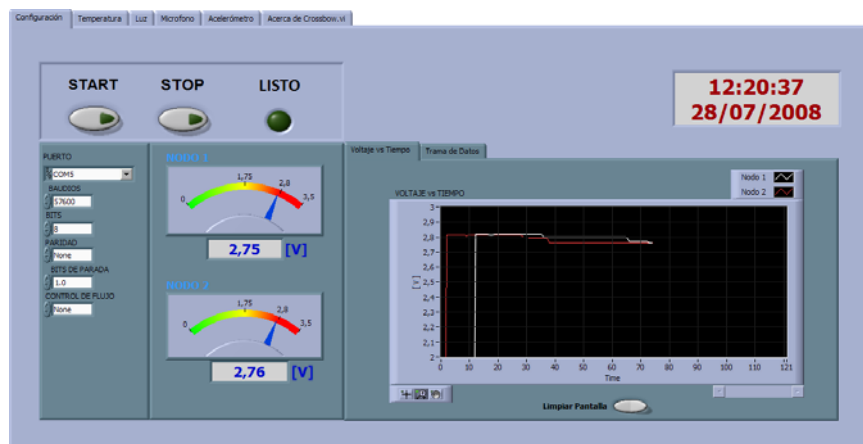 Configuración
Temperatura
Luz
Microfono
Acelerómetro
Acerca de Crossbow.vi
START
STOP
LISTO
12:20:37
28/07/2008
PUERTO
COM5
BAUDIOS
57600
BITS
8
PARIDAD
None
BITS DE PARADA
1.0
CONTROL DE FLUJO
None
NODO 1
0
1,75
2,8
3,5
2,75 [V]
NODO 2
0
1,75
2,8
3,5
2,76 [V]
Voltaje vs Tiempo
Trama de Datos
Nodo 1
Nodo 2
VOLTAJE vs TIEMPO
[V]
3
2,9
2,8
2,7
2,6
2,5
2,4
2,3
2,2
2,1
2
0 10 20 30 40 50 60 70 80 90 100 110 121
Time
Limpiar Pantalla